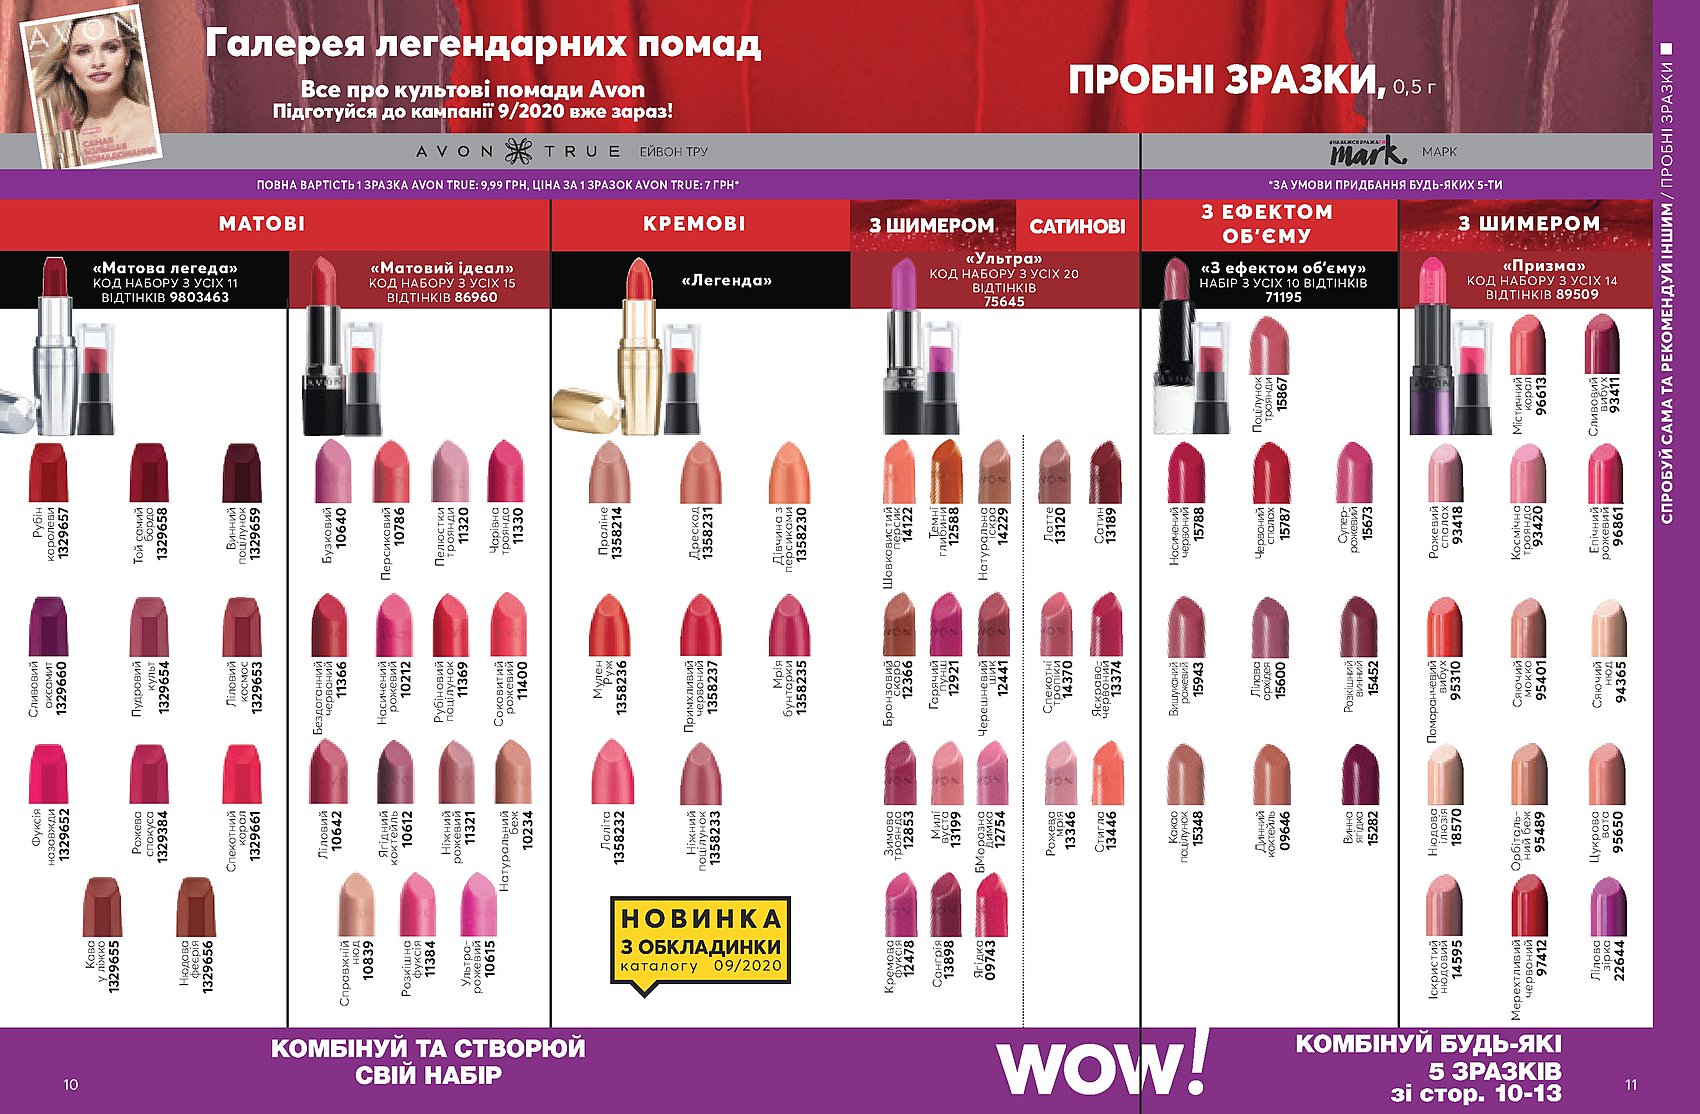 AVON
Галерея легендарних помад
Все про культові помади Avon
Підготуйся до кампанії 9/2020 вже зараз!
ПРОБНІ ЗРАЗКИ, 0,5 г
AVON TRUE ЕЙВОН ТРУ
mark. МАРК
ПОВНА ВАРТІСТЬ 1 ЗРАЗКА AVON TRUE: 9,99 ГРН, ЦІНА ЗА 1 ЗРАЗОК AVON TRUE: 7 ГРН*
*ЗА УМОВИ ПРИДБАННЯ БУДЬ-ЯКИХ 5-ТИ
МАТОВІ
КРЕМОВІ
З ШИМЕРОМ
САТИНОВІ
З ЕФЕКТОМ
ОБ'ЄМУ
З ШИМЕРОМ
«Матова легеда»
КОД НАБОРУ З УСІХ 11
ВІДТІНКІВ 9803463
«Матовий ідеал»
КОД НАБОРУ З УСІХ 15
ВІДТІНКІВ 86960
«Легенда»
«Ультра»
КОД НАБОРУ З УСІХ 20
ВІДТІНКІВ
75645
«З ефектом об'єму»
НАБІР З УСІХ 10 ВІДТІНКІВ
71195
«Призма»
КОД НАБОРУ З УСІХ 14
ВІДТІНКІВ 89509
Рубін
королеви
1329657
Той самий
бордо
1329658
Винний
поцілунок
1329659
Сливовий
оксамит
1329660
Пудровий
культ
1329654
Ліловий
космос
1329653
Фуксія
назавжди
1329652
Рожева
спокуса
1329384
Спекотний
корал
1329661
Кава
у ліжко
1329655
Нюдова
феєрія
1329656
Бузковий
10640
Персиковий
10786
Пелюстки
троянди
11320
Чарівна
троянда
11330
Бездоганний
червоний
11366
Насичений
рожевий
10212
Рубіновий
поцілунок
11369
Соковитий
рожевий
11400
Ліловий
10642
Ягідний
коктейль
10612
Ніжний
рожевий
11321
Натуральний
беж
10234
Справжній
нюд
10839
Розкішна
фуксія
11384
Ультра-
рожевий
10615
Праліне
1358214
Дрескод
1358231
Дівчина з
персиками
1358230
Мулен
Руж
1358236
Примхливий
червоний
1358237
Мрія
бунтарки
1358235
Лоліта
1358232
Ніжний
поцілунок
1358233
НОВИНКА
З ОБКЛАДИНКИ
каталогу 09/2020
Шовковистий
персик
14122
Темні
глибини
12588
Натуральна
іскра
14229
Бронзовий
скарб
12366
Гарячий
пунш
12921
Черешневий
шик
12441
Зимова
троянда
12853
Милі
вуста
13199
БМорозна
димка
12754
Кремова
фуксія
12478
Сангрія
13898
Ягідка
09743
Латте
13120
Сатин
13189
Спекотні
тропіки
14370
Яскраво-
червоний
13374
Рожева
мрія
13346
Стигла
13446
Поцілунок
троянди
15867
Насичений
червоний
15788
Червоний
спалах
15787
Супер-
рожевий
15673
Вишуканий
рожевий
15943
Лілова
орхідея
15600
Розкішний
винний
15452
Какао
поцілунок
15348
Динний
коктейль
09646
Винна
ягідка
15282
Містичний
корал
96613
Сливовий
вибух
93411
Рожевий
спалах
93418
Космічна
троянда
93420
Епічний
рожевий
96861
Помаранчевий
вибух
95310
Сяючий
мокко
95401
Сяючий
нюд
94365
Нюдова
ілюзія
18570
Орбіталь-
ний беж
95489
Цукрова
вата
95650
Іскристий
нюдовий
14595
Мерехтливий
червоний
97412
Лілова
зірка
22644
СПРОБУЙ САМА ТА РЕКОМЕНДУЙ ІНШИМ / ПРОБНІ ЗРАЗКИ
КОМБІНУЙ ТА СТВОРЮЙ
СВІЙ НАБІР
WOW!
КОМБІНУЙ БУДЬ-ЯКІ
5 ЗРАЗКІВ
зі стор. 10-13
10
11